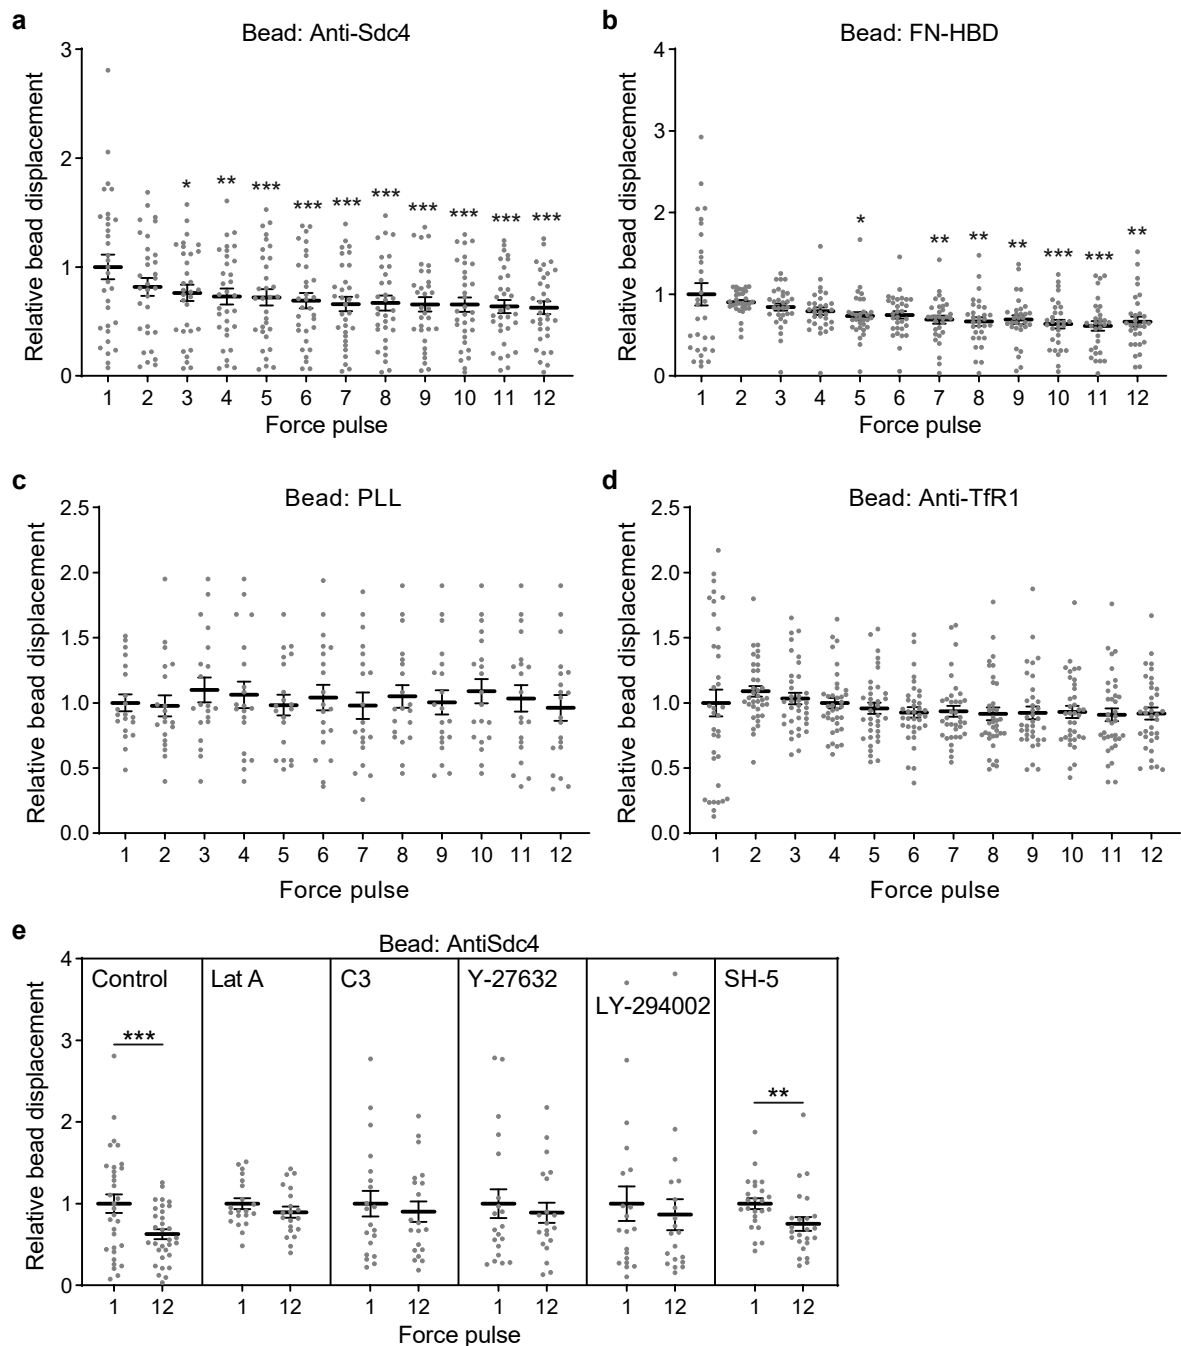 a
Bead: Anti-Sdc4
Relative bead displacement
3
2
1
0
* ** *** *** *** *** *** *** *** ***
1 2 3 4 5 6 7 8 9 10 11 12
Force pulse
b
Bead: FN-HBD
Relative bead displacement
4
3
2
1
0
* ** ** ** *** *** **
1 2 3 4 5 6 7 8 9 10 11 12
Force pulse
c
Bead: PLL
Relative bead displacement
2.5
2.0
1.5
1.0
0.5
0.0
1 2 3 4 5 6 7 8 9 10 11 12
Force pulse
d
Bead: Anti-TfR1
Relative bead displacement
2.5
2.0
1.5
1.0
0.5
0.0
1 2 3 4 5 6 7 8 9 10 11 12
Force pulse
e
Bead: AntiSdc4
Relative bead displacement
4
3
2
1
0
Control Lat A C3 Y-27632 LY-294002 SH-5
*** **
1 12 1 12 1 12 1 12 1 12 1 12
Force pulse